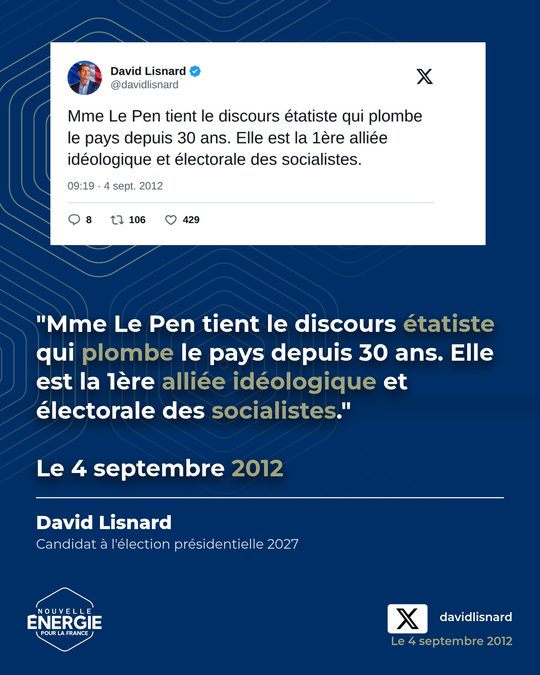 David Lisnard
@davidlisnard
Mme Le Pen tient le discours étatiste qui plombe
le pays depuis 30 ans. Elle est la 1ère alliée
idéologique et électorale des socialistes.
09:19 · 4 sept. 2012
8 106 429
"Mme Le Pen tient le discours étatiste
qui plombe le pays depuis 30 ans. Elle
est la 1ère alliée idéologique et
électorale des socialistes."
Le 4 septembre 2012
David Lisnard
Candidat à l'élection présidentielle 2027
NOUVELLE
ÉNERGIE
POUR LA FRANCE
davidlisnard
Le 4 septembre 2012